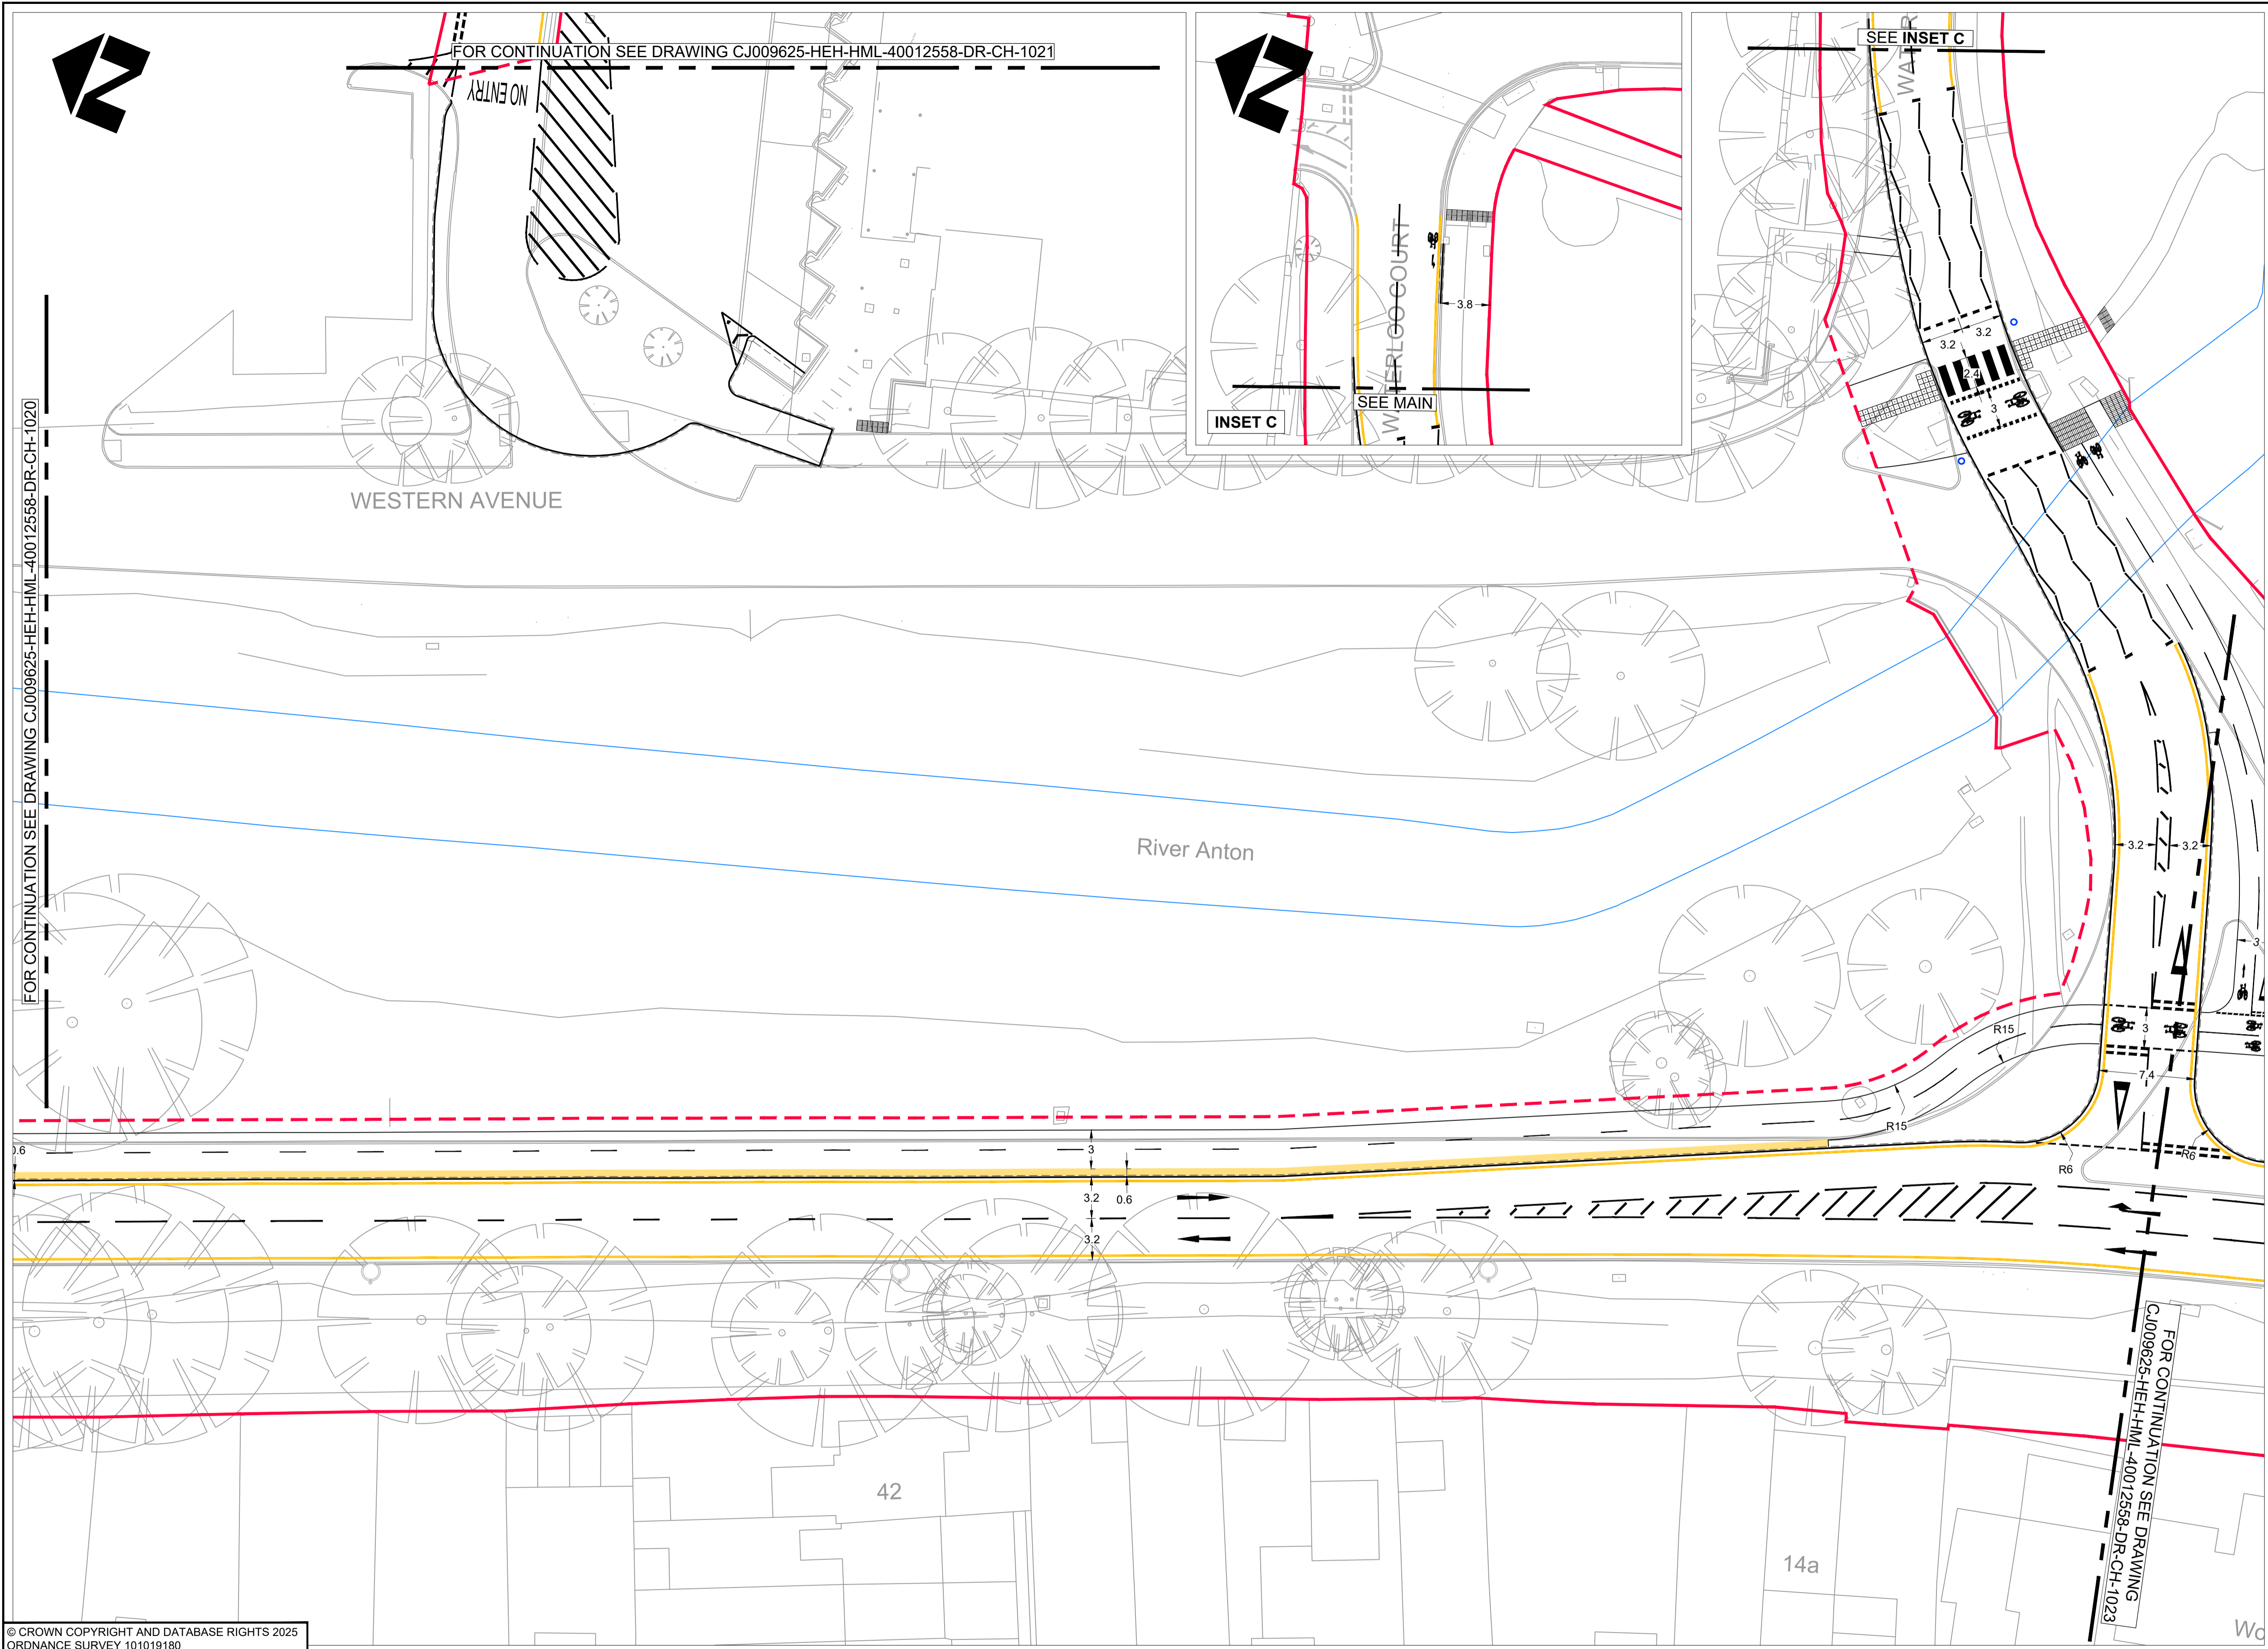 FOR CONTINUATION SEE DRAWING CJ009625-HEH-HML-40012558-DR-CH-1021
NO ENTRY
FOR CONTINUATION SEE DRAWING CJ009625-HEH-HML-40012558-DR-CH-1020
WESTERN AVENUE
3.8
SEE MAIN
INSET C
SEE INSET C
3.2
3.2
2.4
3
River Anton
3.2
3.2
3
3
7.4
R15
R15
R6
R6
0.6
3
3.2
0.6
3.2
42
14a
FOR CONTINUATION SEE DRAWING
CJ009625-HEH-HML-40012558-DR-CH-1023
© CROWN COPYRIGHT AND DATABASE RIGHTS 2025
ORDNANCE SURVEY 101019180